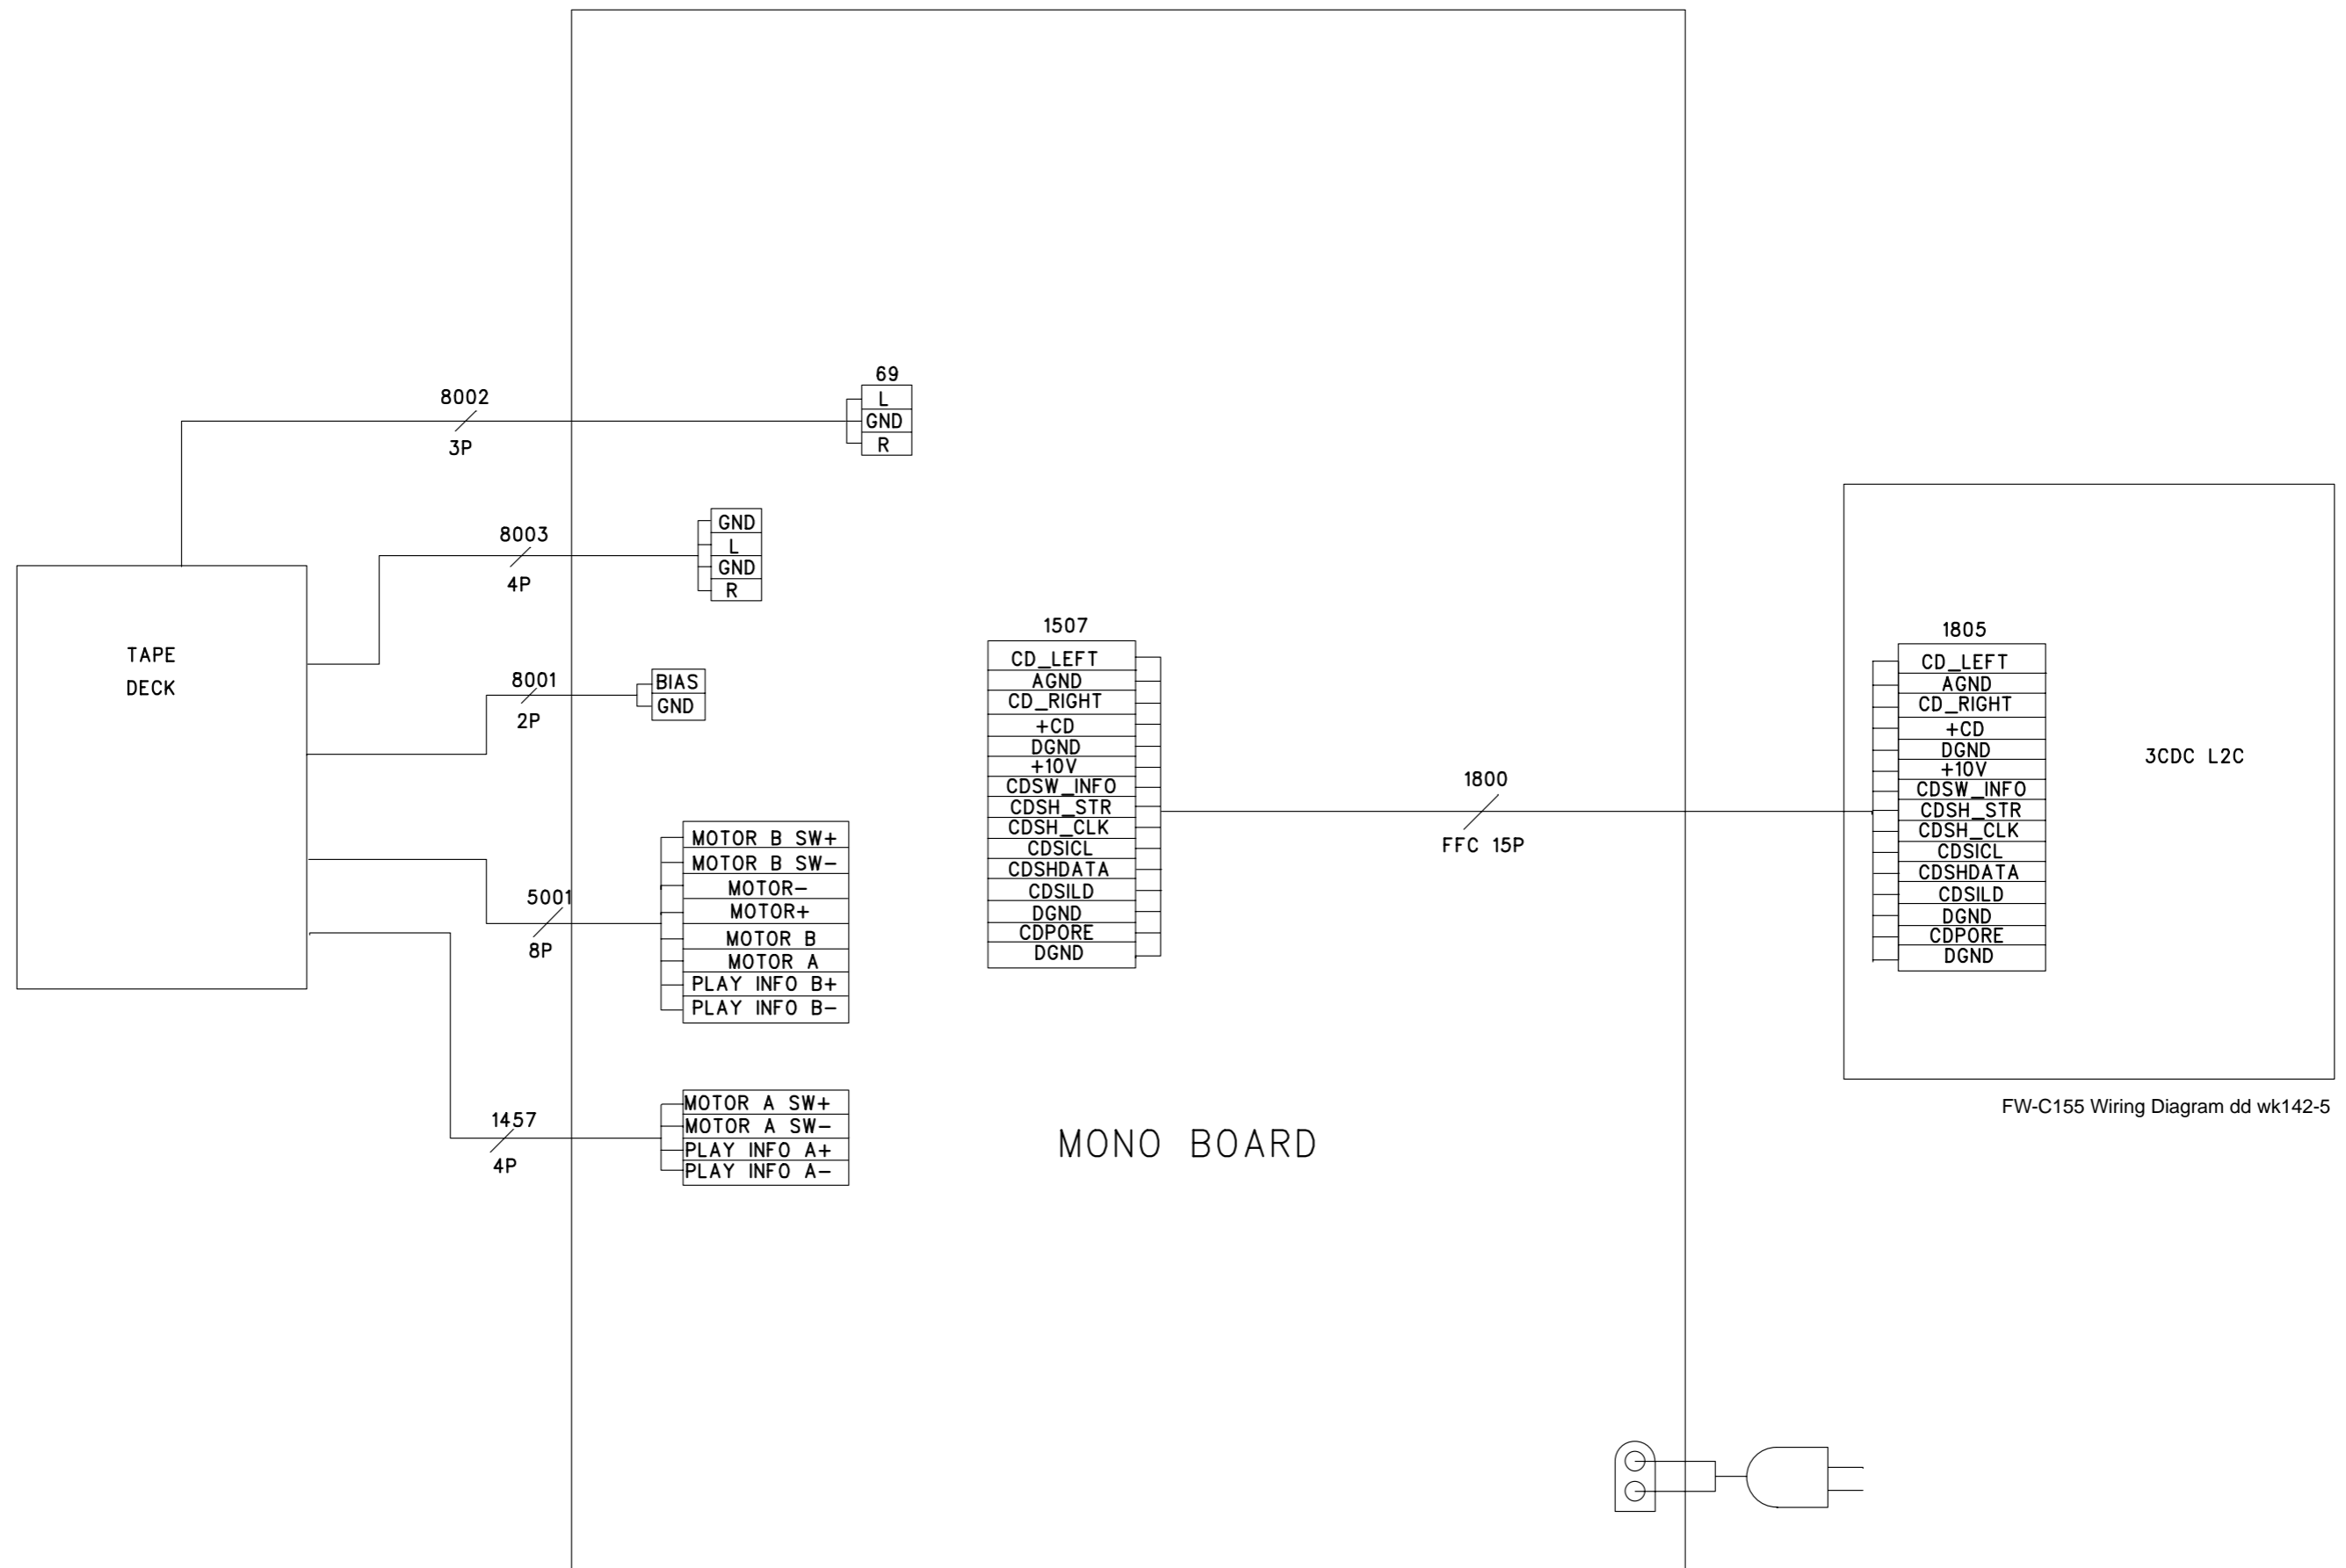 69
8002
L
GND
R
3P
GND
L
GND
R
8003
4P
TAPE
DECK
8001
2P
BIAS
GND
MOTOR B SW+
MOTOR B SW-
MOTOR-
MOTOR+
MOTOR B
MOTOR A
PLAY INFO B+
PLAY INFO B-
5001
8P
MOTOR A SW+
MOTOR A SW-
PLAY INFO A+
PLAY INFO A-
1457
4P
1507
CD_LEFT
AGND
CD_RIGHT
+CD
DGND
+10V
CDSW_INFO
CDSH_STR
CDSH_CLK
CDSICL
CDSHDATA
CDSILD
DGND
CDPORE
DGND
1800
FFC 15P
1805
CD_LEFT
AGND
CD_RIGHT
+CD
DGND
+10V
CDSW_INFO
CDSH_STR
CDSH_CLK
CDSICL
CDSHDATA
CDSILD
DGND
CDPORE
DGND
3CDC L2C
FW-C155 Wiring Diagram dd wk142-5
MONO BOARD